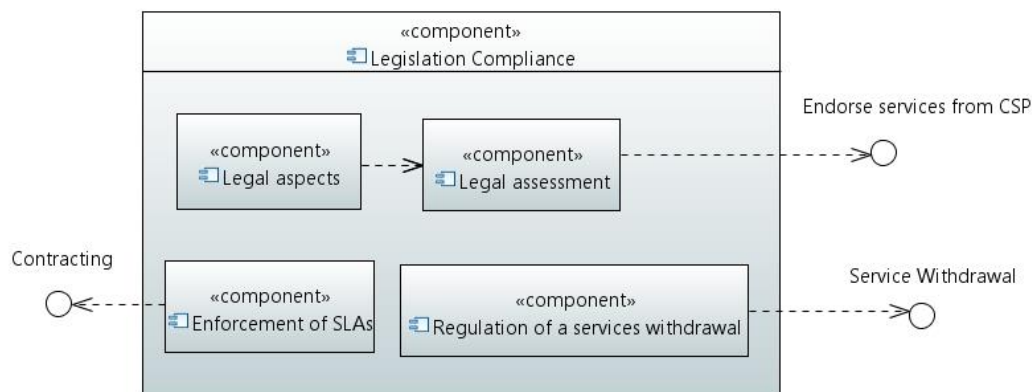 «component»
Legislation Compliance
Endorse services from CSP
«component»
Legal aspects
«component»
Legal assessment
Contracting
«component»
Enforcement of SLAs
«component»
Regulation of a services withdrawal
Service Withdrawal